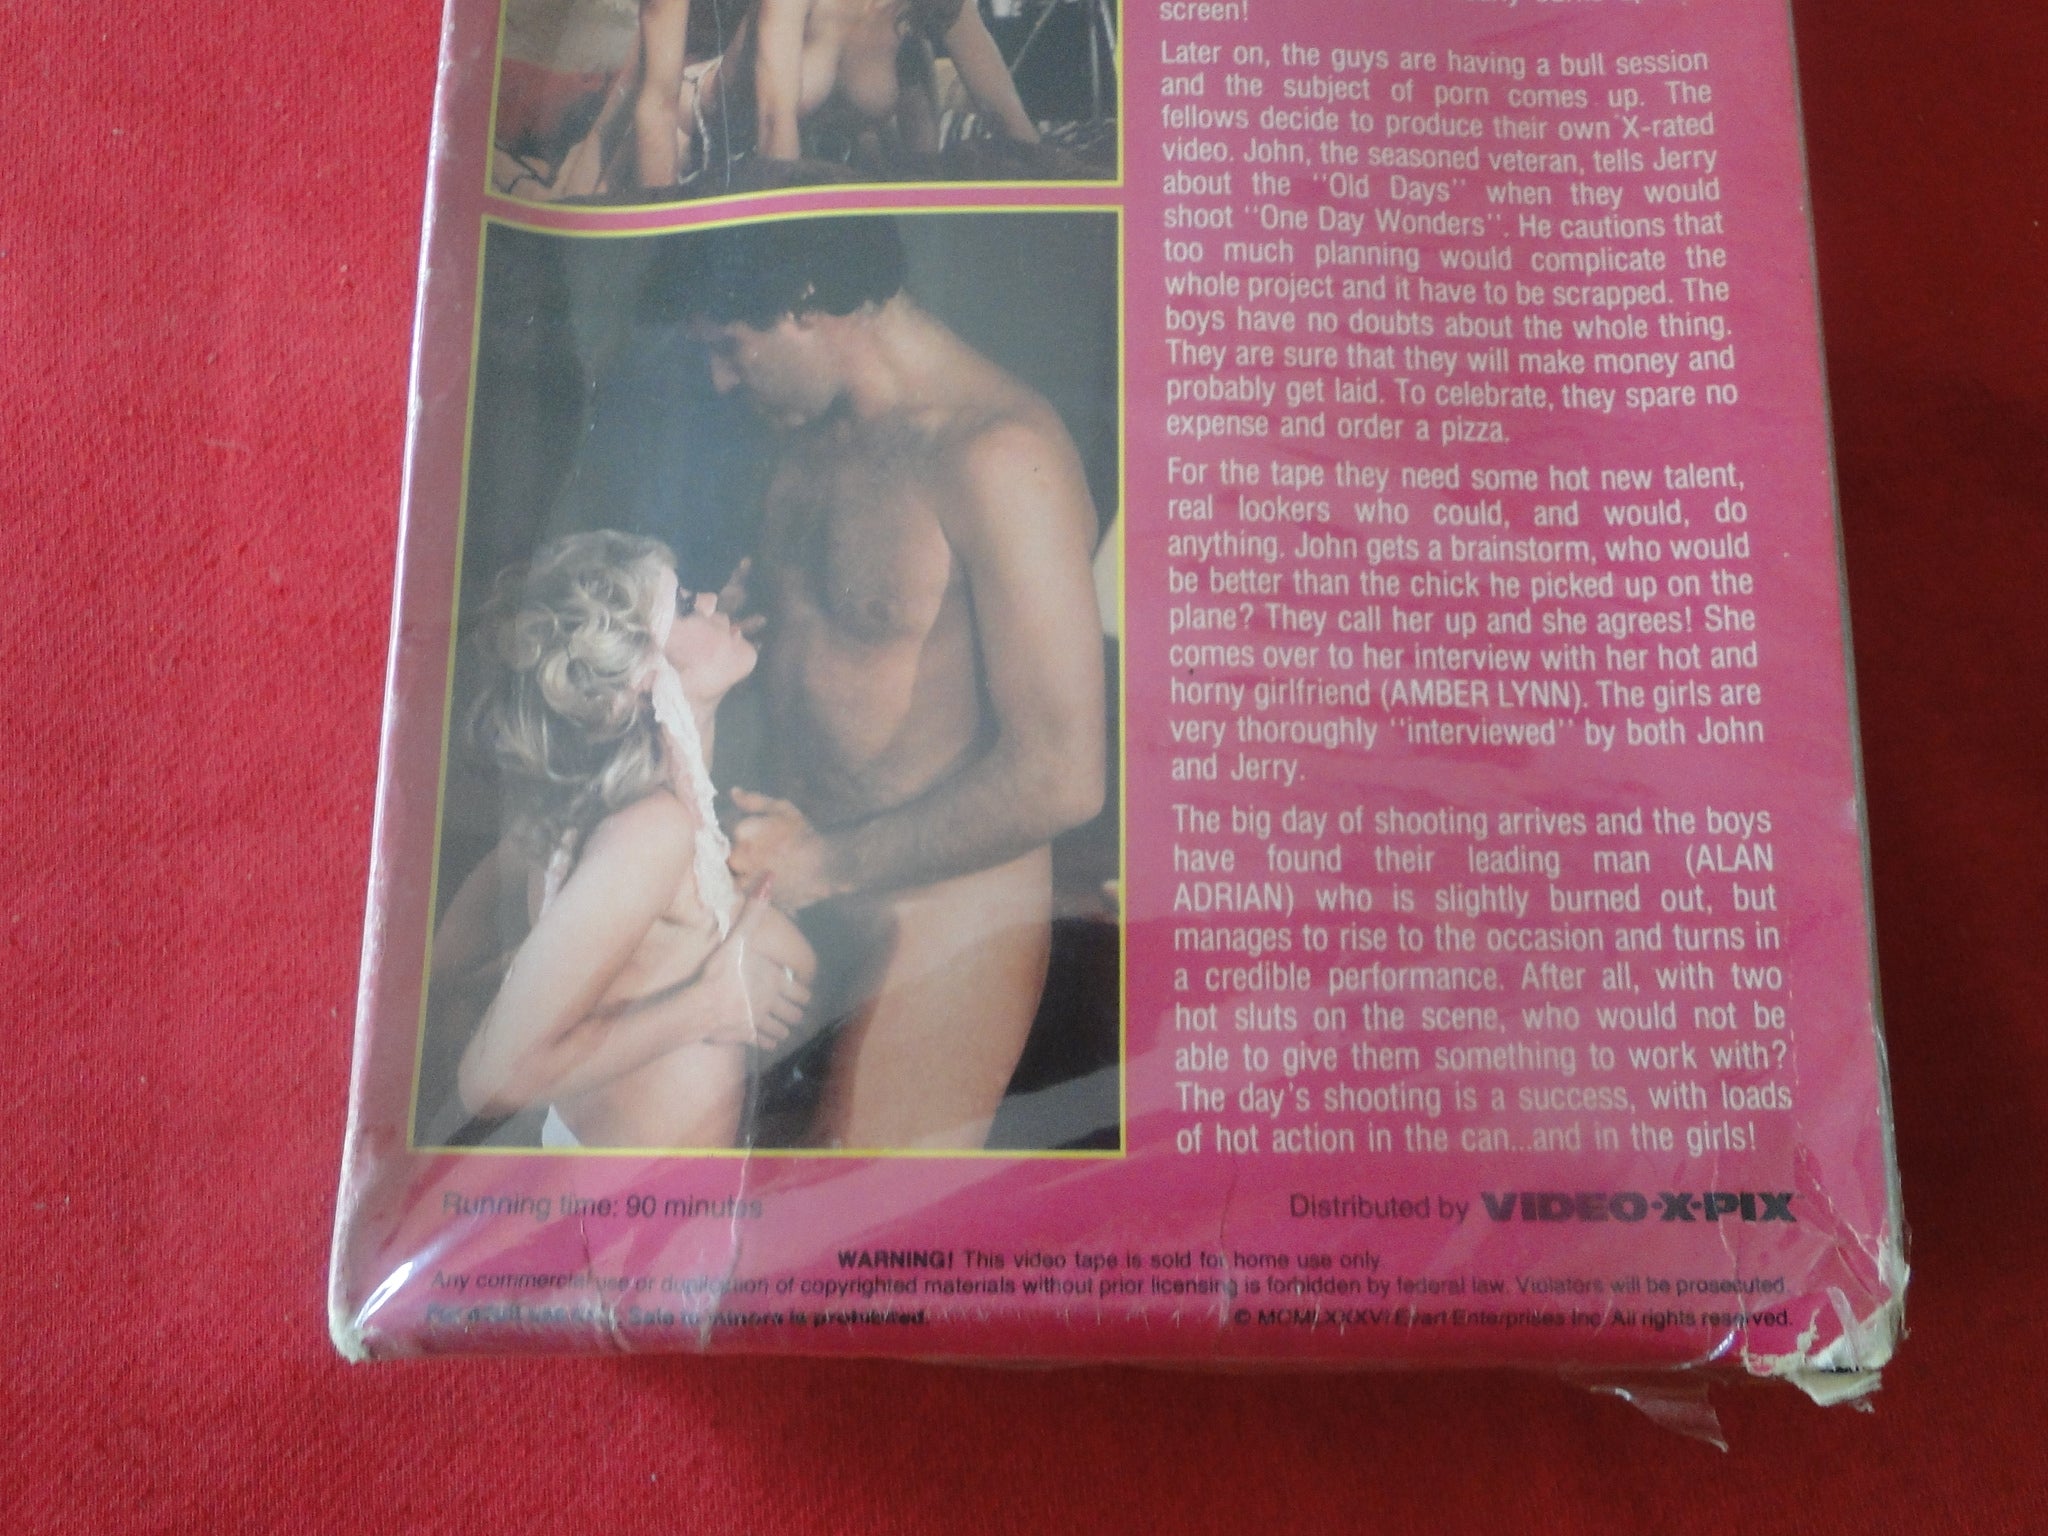 screen!
Later on, the guys are having a bull session
and the subject of porn comes up. The
fellows decide to produce their own X-rated
video. John, the seasoned veteran, tells Jerry
about the "Old Days" when they would
shoot "One Day Wonders". He cautions that
too much planning would complicate the
whole project and it have to be scrapped. The
boys have no doubts about the whole thing.
They are sure that they will make money and
probably get laid. To celebrate, they spare no
expense and order a pizza.
For the tape they need some hot new talent,
real lookers who could, and would, do
anything. John gets a brainstorm, who would
be better than the chick he picked up on the
plane? They call her up and she agrees! She
comes over to her interview with her hot and
horny girlfriend (AMBER LYNN). The girls are
very thoroughly "interviewed" by both John
and Jerry.
The big day of shooting arrives and the boys
have found their leading man (ALAN
ADRIAN) who is slightly burned out, but
manages to rise to the occasion and turns in
a credible performance. After all, with two
hot sluts on the scene, who would not be
able to give them something to work with?
The day's shooting is a success, with loads
of hot action in the can...and in the girls!
Running time: 90 minutes
Distributed by VIDEO-X-PIX
WARNING! This video tape is sold for home use only
Any commercial use or duplication of copyrighted materials without prior licensing is forbidden by federal law. Violaters will be prosecuted.
For adult use only. Sale to minors is prohibited.
© MCMLXXXVI Evart Enterprises Inc. All rights reserved.